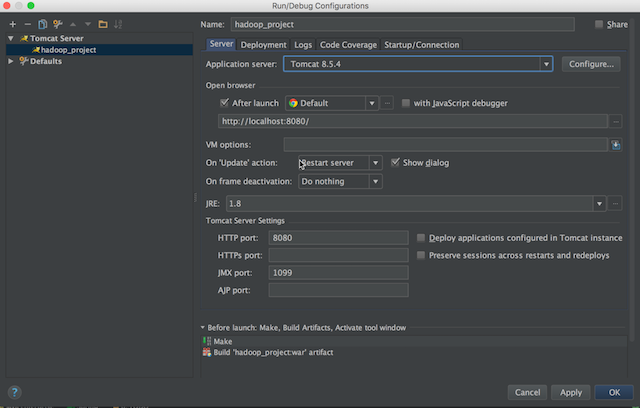 Run/Debug Configurations
Name: hadoop_project Share
Tomcat Server
hadoop_project
Defaults
Server Deployment Logs Code Coverage Startup/Connection
Application server: Tomcat 8.5.4 Configure...
Open browser
After launch Default ... with JavaScript debugger
http://localhost:8080/ ...
VM options:
On 'Update' action: Restart server Show dialog
On frame deactivation: Do nothing
JRE: 1.8 ...
Tomcat Server Settings
HTTP port: 8080 Deploy applications configured in Tomcat instance
HTTPs port: Preserve sessions across restarts and redeploys
JMX port: 1099
AJP port:
Before launch: Make, Build Artifacts, Activate tool window
Make
Build 'hadoop_project:war' artifact
? Cancel Apply OK